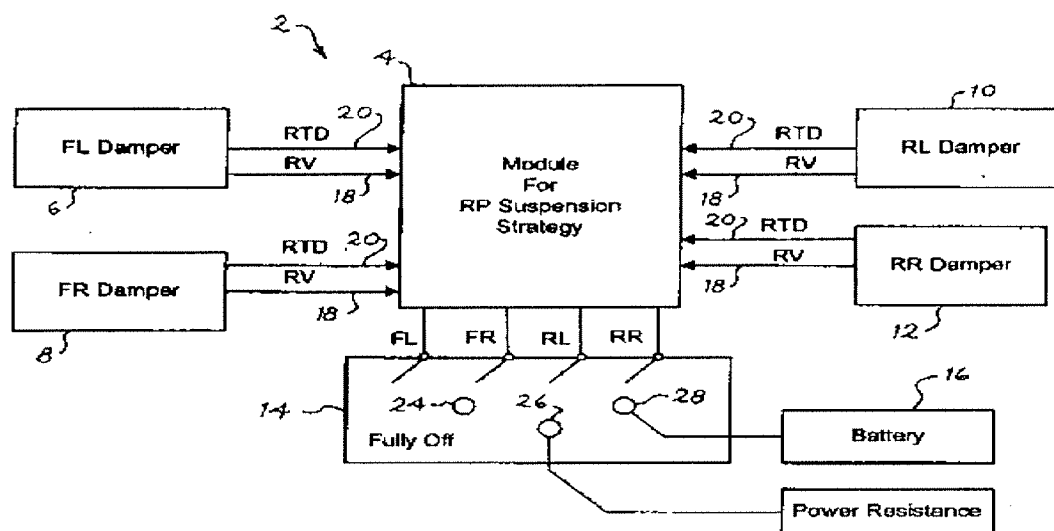 2
4
10
FL Damper
RTD
20
RV
18
6
Module
For
RP Suspension
Strategy
20
RTD
RV
18
RL Damper
FR Damper
RTD
20
RV
18
8
20
RTD
RV
18
RR Damper
12
FL
FR
RL
RR
14
24
26
28
Fully Off
16
Battery
Power Resistance